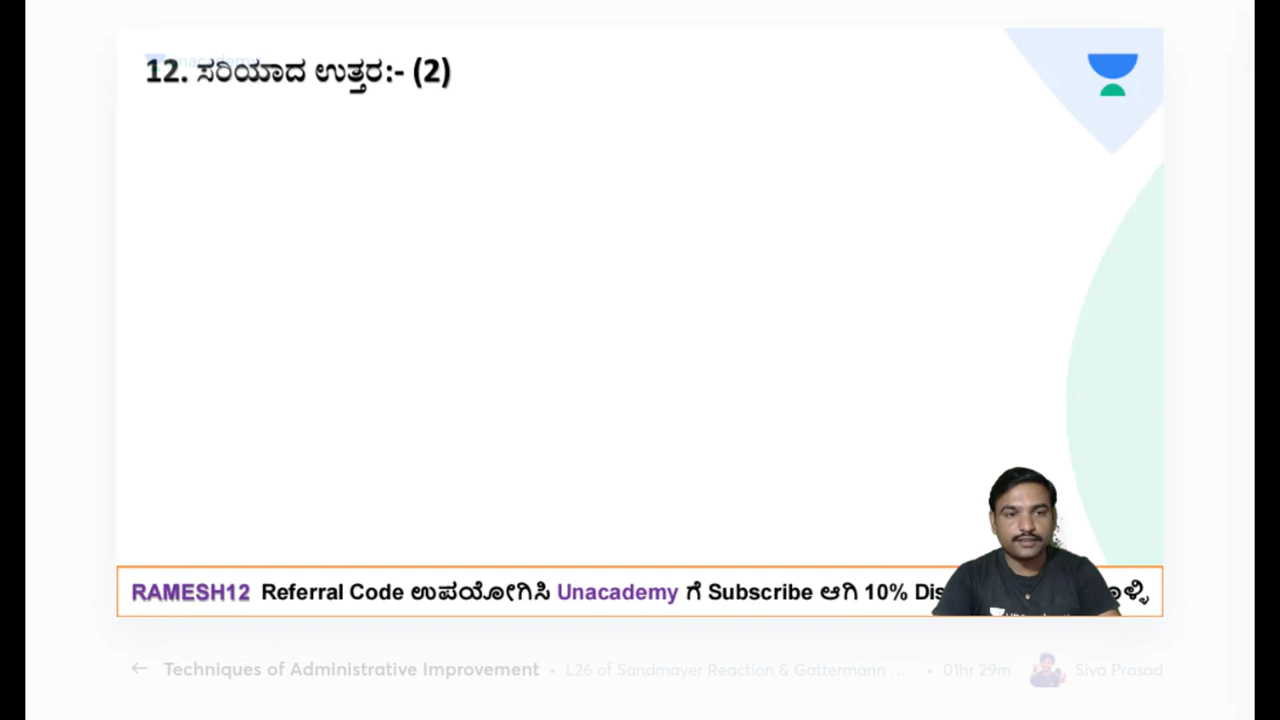 unacademy
12. ಸರಿಯಾದ ಉತ್ತರ:- (2)
RAMESH12 Referral Code ಉಪಯೋಗಿಸಿ Unacademy ಗೆ Subscribe ಆಗಿ 10%
← Techniques of Administrative Improvement • L26 of Sandmayer Reaction & Gattermann ... • 01hr 29m Siva Prasad